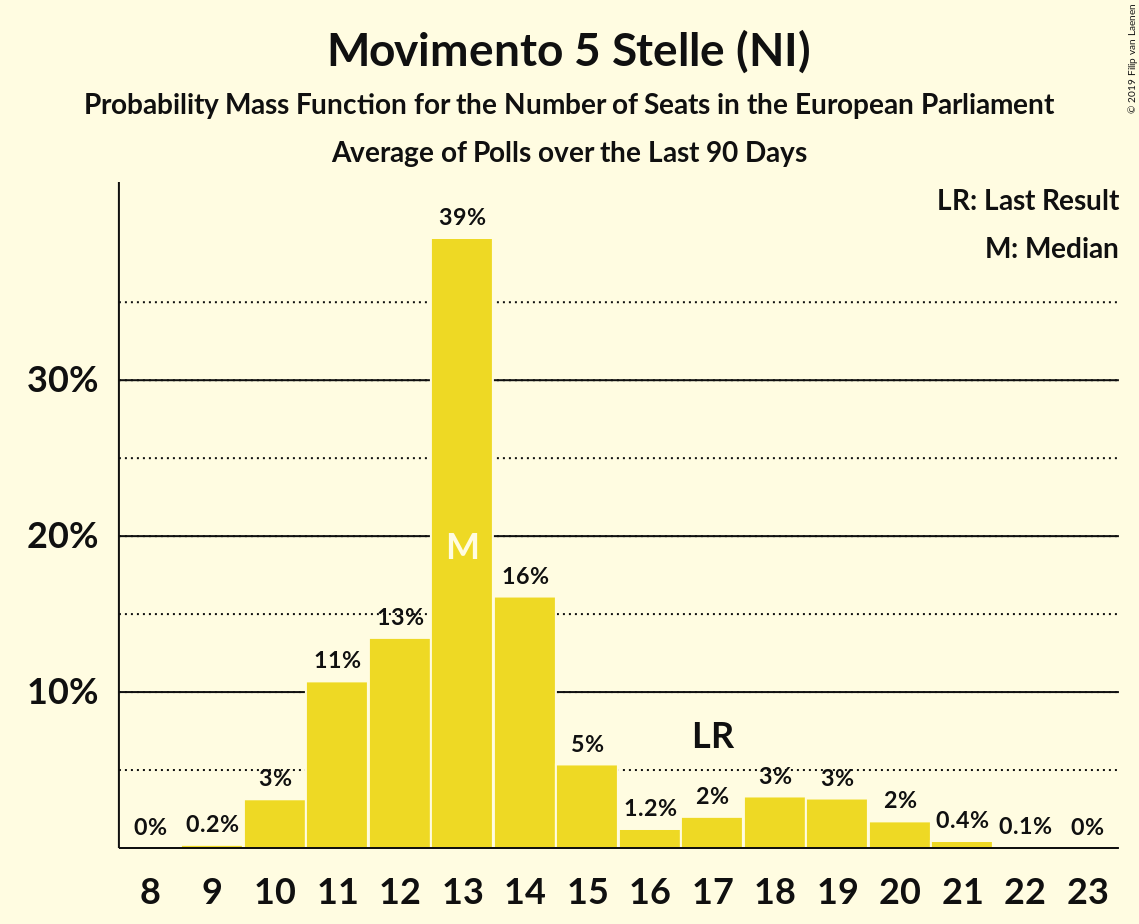 Movimento 5 Stelle (NI)
Probability Mass Function for the Number of Seats in the European Parliament
Average of Polls over the Last 90 Days
© 2019 Filip van Laenen
LR: Last Result
M: Median
30%
20%
10%
0%
0.2%
3%
11%
13%
39%
M
16%
5%
1.2%
LR
2%
3%
3%
2%
0.4%
0.1%
0%
8 9 10 11 12 13 14 15 16 17 18 19 20 21 22 23